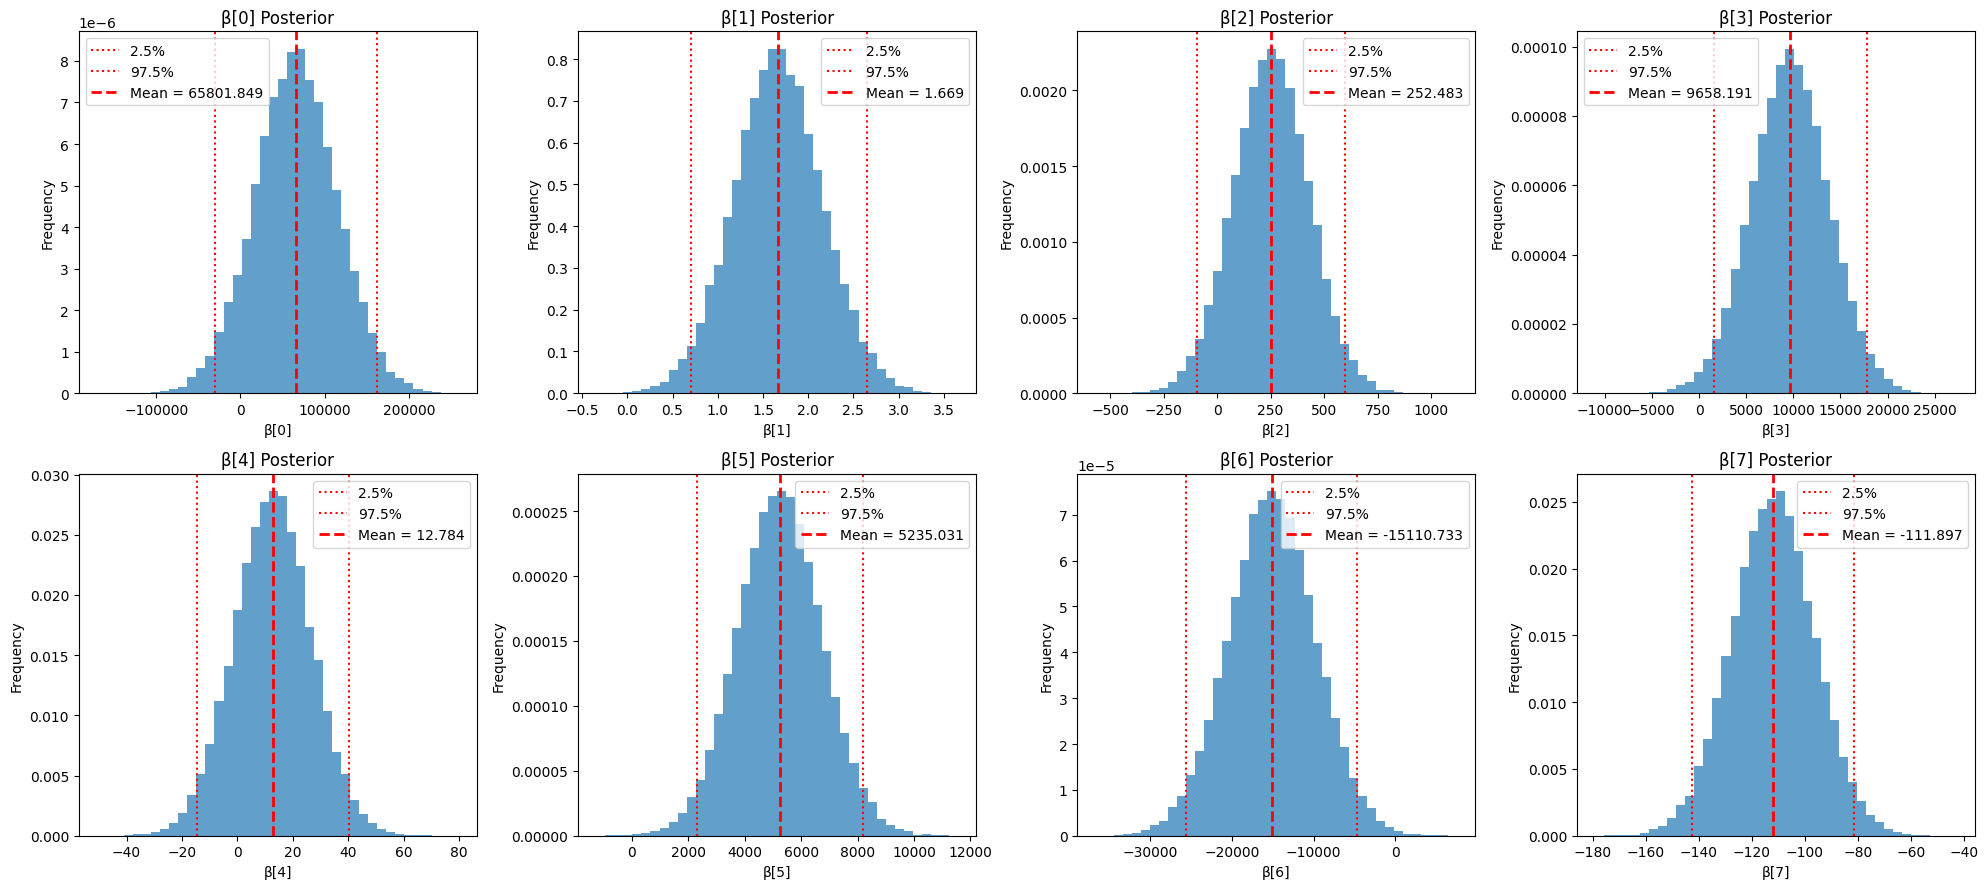 β[0] Posterior
1e−6
2.5%
97.5%
Mean = 65801.849
Frequency
8
7
6
5
4
3
2
1
0
−100000 0 100000 200000
β[0]
β[1] Posterior
2.5%
97.5%
Mean = 1.669
Frequency
0.8
0.7
0.6
0.5
0.4
0.3
0.2
0.1
0.0
−0.5 0.0 0.5 1.0 1.5 2.0 2.5 3.0 3.5
β[1]
β[2] Posterior
2.5%
97.5%
Mean = 252.483
Frequency
0.0020
0.0015
0.0010
0.0005
0.0000
−500 −250 0 250 500 750 1000
β[2]
β[3] Posterior
2.5%
97.5%
Mean = 9658.191
Frequency
0.00010
0.00008
0.00006
0.00004
0.00002
0.00000
−10000 −5000 0 5000 10000 15000 20000 25000
β[3]
β[4] Posterior
2.5%
97.5%
Mean = 12.784
Frequency
0.030
0.025
0.020
0.015
0.010
0.005
0.000
−40 −20 0 20 40 60 80
β[4]
β[5] Posterior
2.5%
97.5%
Mean = 5235.031
Frequency
0.00025
0.00020
0.00015
0.00010
0.00005
0.00000
0 2000 4000 6000 8000 10000 12000
β[5]
β[6] Posterior
1e−5
2.5%
97.5%
Mean = -15110.733
Frequency
7
6
5
4
3
2
1
0
−30000 −20000 −10000 0
β[6]
β[7] Posterior
2.5%
97.5%
Mean = -111.897
Frequency
0.025
0.020
0.015
0.010
0.005
0.000
−180 −160 −140 −120 −100 −80 −60 −40
β[7]